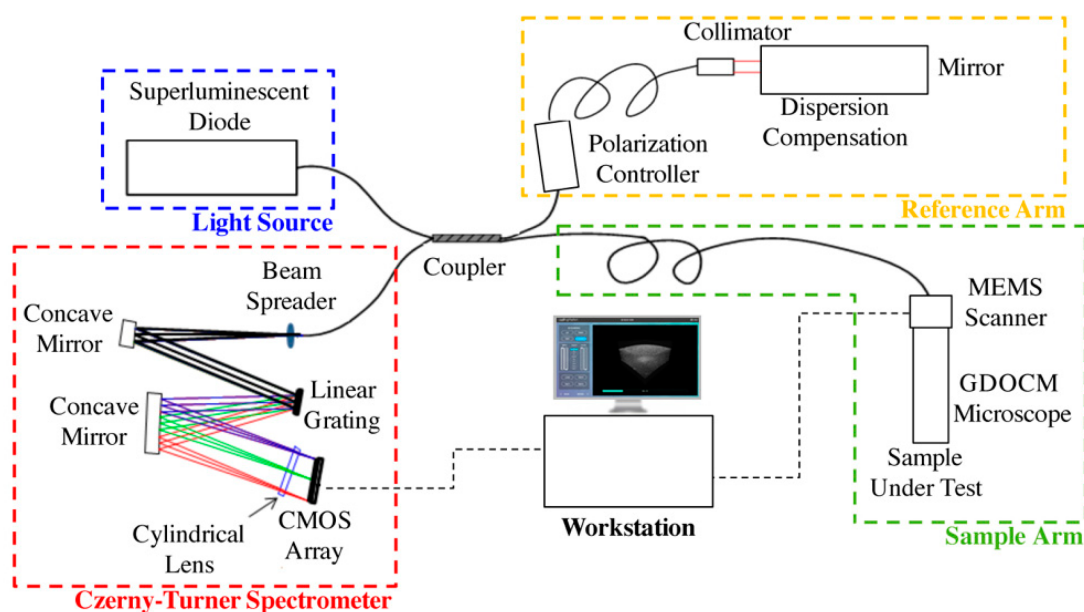 Superluminescent
Diode
Light Source
Collimator
Mirror
Dispersion
Compensation
Polarization
Controller
Reference Arm
Coupler
Beam
Spreader
Concave
Mirror
Linear
Grating
Concave
Mirror
Cylindrical
Lens
CMOS
Array
Czerny-Turner Spectrometer
Workstation
MEMS
Scanner
GDOCM
Microscope
Sample
Under Test
Sample Arm